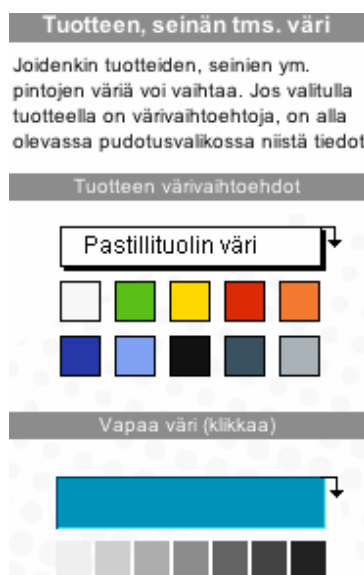 Tuotteen, seinän tms. väri
Joidenkin tuotteiden, seinien ym.
pintojen väriä voi vaihtaa. Jos valitulla
tuotteella on värivaihtoehtoja, on alla
olevassa pudotusvalikossa niistä tiedot
Tuotteen värivaihtoehdot
Pastillituolin väri
Vapaa väri (klikkaa)